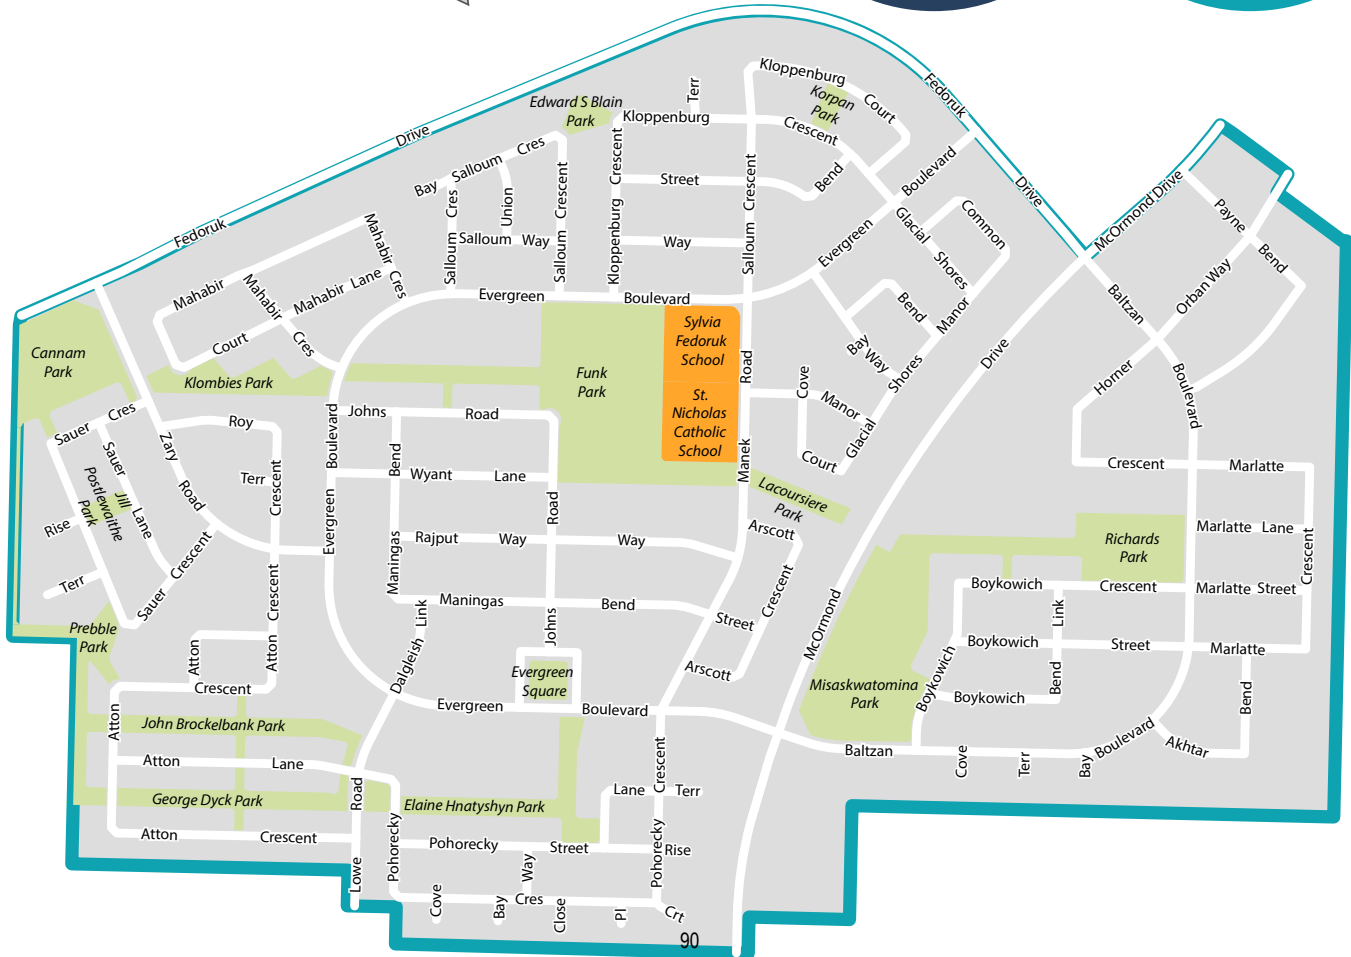 Kloppenburg
Court
Korpan
Park
Fedoruk
Terr
Edward S Blain
Park
Kloppenburg
Crescent
Drive
Salloum Cres
Bay
Cres
Salloum
Union
Salloum Way
Salloum Crescent
Kloppenburg Crescent
Street
Bend
Way
Salloum Crescent
Boulevard
Evergreen
Drive
McOrmond Drive
Payne
Bend
Orban Way
Common
Glacial
Shores
Fedoruk
Mahabir
Cres
Mahabir
Mahabir
Cres
Mahabir Lane
Court
Evergreen
Boulevard
Bend
Manor
Bay
Way
Shores
Drive
Baltzan
Boulevard
Horner
Cannam
Park
Klombies Park
Funk
Park
Sylvia
Fedoruk
School
St.
Nicholas
Catholic
School
Road
Manek
Cove
Manor
Glacial
Court
Lacoursiere
Park
Sauer
Cres
Sauer
Lane
Jill
Postlewaithe
Park
Rise
Terr
Sauer
Crescent
Zary
Road
Roy
Terr
Crescent
Boulevard
Evergreen
Johns
Road
Bend
Wyant
Lane
Road
Rajput
Way
Way
Maningas
Maningas
Bend
Street
Johns
Arscott
Crescent
Arscott
McOrmond
Crescent
Marlatte
Marlatte Lane
Crescent
Richards
Park
Boykowich
Crescent
Marlatte Street
Link
Boykowich
Street
Marlatte
Boykowich
Boykowich
Bend
Bend
Misaskwatomina
Park
Prebble
Park
Atton
Crescent
Atton
Crescent
Atton
Link
Dalgleish
Evergreen
Square
Evergreen
Boulevard
Baltzan
Cove
Terr
Bay
Boulevard
Akhtar
John Brockelbank Park
Atton
Lane
George Dyck Park
Road
Lowe
Elaine Hnatyshyn Park
Crescent
Pohorecky
Lane
Terr
Atton
Crescent
Pohorecky
Pohorecky
Street
Rise
Way
Cove
Bay
Cres
Close
Pl
Crt
90